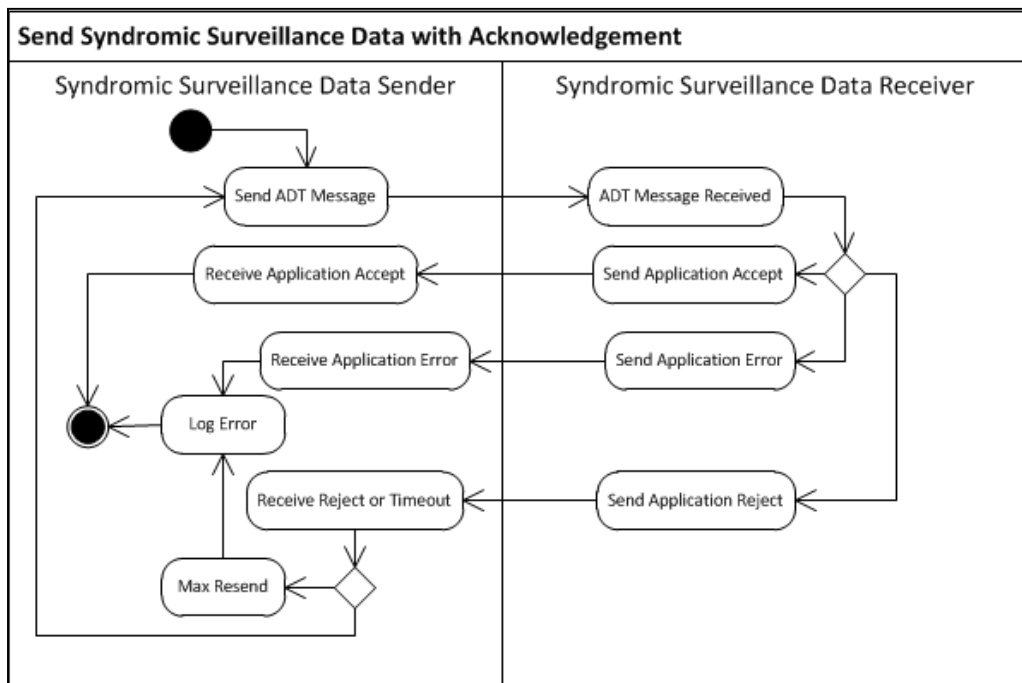 Send Syndromic Surveillance Data with Acknowledgement
Syndromic Surveillance Data Sender
Syndromic Surveillance Data Receiver
Send ADT Message
ADT Message Received
Receive Application Accept
Send Application Accept
Receive Application Error
Send Application Error
Log Error
Receive Reject or Timeout
Send Application Reject
Max Resend